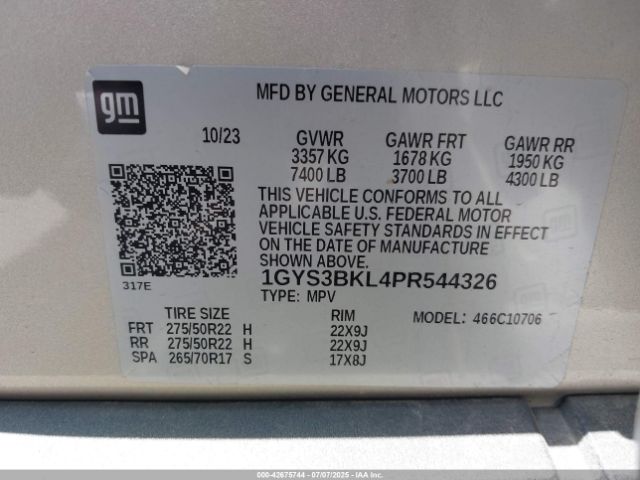 gm
MFD BY GENERAL MOTORS LLC
10/23 GVWR GAWR FRT GAWR RR
3357 KG 1678 KG 1950 KG
7400 LB 3700 LB 4300 LB
THIS VEHICLE CONFORMS TO ALL
APPLICABLE U.S. FEDERAL MOTOR
VEHICLE SAFETY STANDARDS IN EFFECT
ON THE DATE OF MANUFACTURE
SHOWN ABOVE.
317E
1GYS3BKL4PR544326
TYPE: MPV
TIRE SIZE RIM MODEL: 466C10706
FRT 275/50R22 H 22X9J
RR 275/50R22 H 22X9J
SPA 265/70R17 S 17X8J
000-42675744 - 07/07/2025 - IAAI.COM